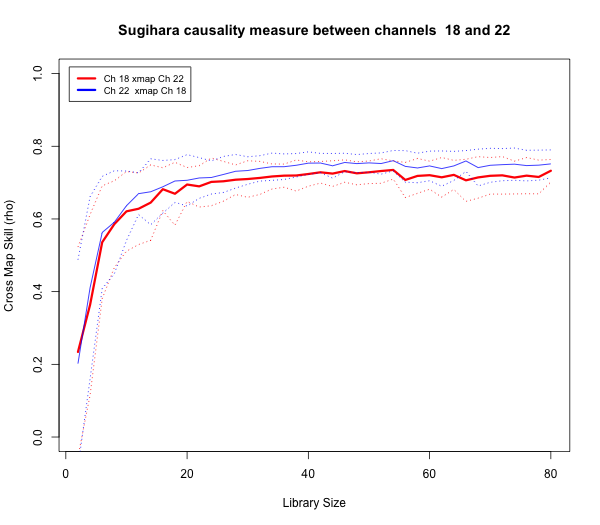 Sugihara causality measure between channels  18 and 22
Ch 18 xmap Ch 22
Ch 22  xmap Ch 18
Cross Map Skill (rho)
1.0
0.8
0.6
0.4
0.2
0.0
0 20 40 60 80
Library Size